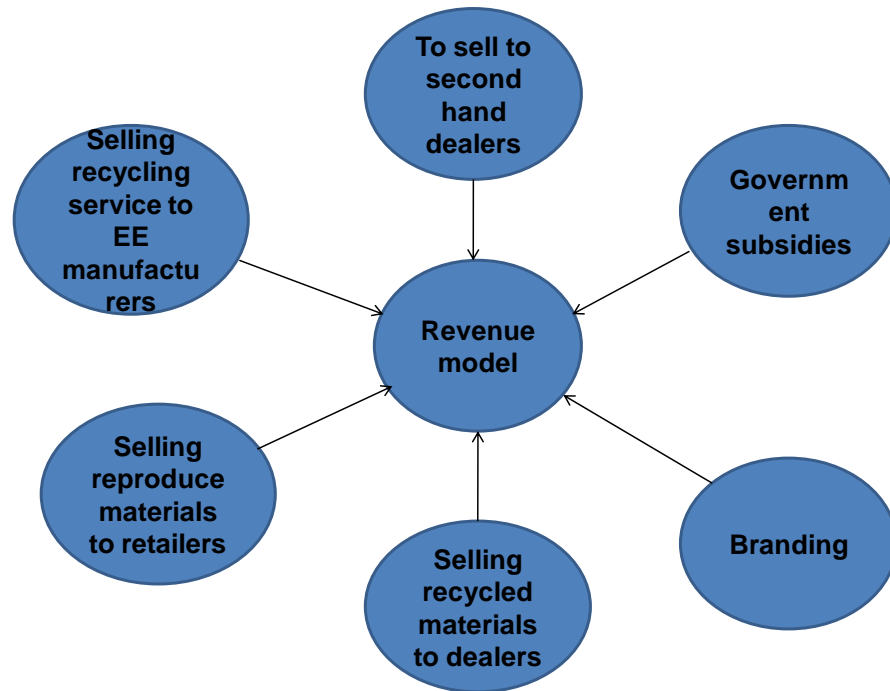 To sell to
second
hand
dealers
Selling
recycling
service to
EE
manufactu
rers
Governm
ent
subsidies
Revenue
model
Selling
reproduce
materials
to retailers
Selling
recycled
materials
to dealers
Branding